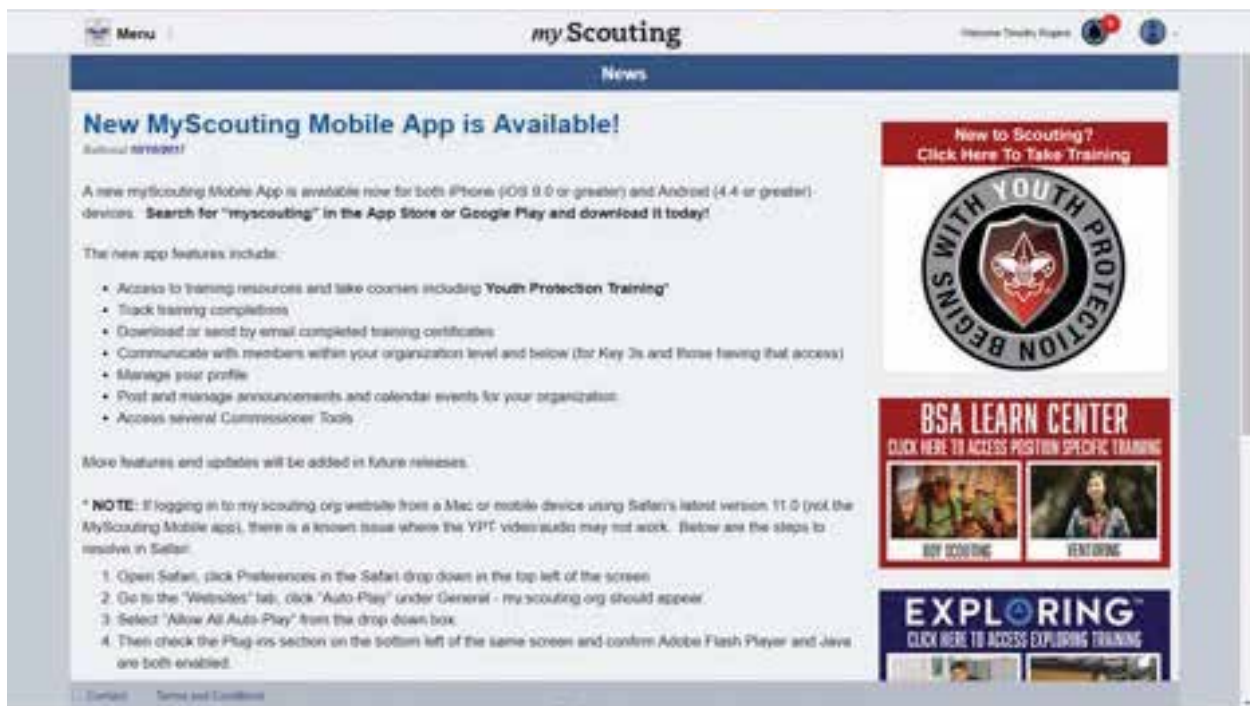 Menu
my Scouting
Welcome Timothy Rogers
News
New MyScouting Mobile App is Available!
National 10/10/2017
A new myScouting Mobile App is available now for both iPhone (iOS 9.0 or greater) and Android (4.4 or greater)
devices. Search for "myscouting" in the App Store or Google Play and download it today!
The new app features include:
• Access to training resources and take courses including Youth Protection Training*
• Track training completions
• Download or send by email completed training certificates
• Communicate with members within your organization level and below (for Key 3s and those having that access)
• Manage your profile
• Post and manage announcements and calendar events for your organization
• Access several Commissioner Tools
More features and updates will be added in future releases.
* NOTE: If logging in to my.scouting.org website from a Mac or mobile device using Safari's latest version 11.0 (not the
MyScouting Mobile app), there is a known issue where the YPT video/audio may not work. Below are the steps to
resolve in Safari:
1. Open Safari, click Preferences in the Safari drop down in the top left of the screen
2. Go to the "Websites" tab, click "Auto-Play" under General - my.scouting.org should appear.
3. Select "Allow All Auto-Play" from the drop down box
4. Then check the Plug-ins section on the bottom left of the same screen and confirm Adobe Flash Player and Java
are both enabled.
New to Scouting?
Click Here To Take Training
YOUTH PROTECTION BEGINS WITH YOU
BSA LEARN CENTER
CLICK HERE TO ACCESS POSITION SPECIFIC TRAINING
BOY SCOUTING
VENTURING
EXPLORING™
CLICK HERE TO ACCESS EXPLORING TRAINING
Contact
Terms and Conditions